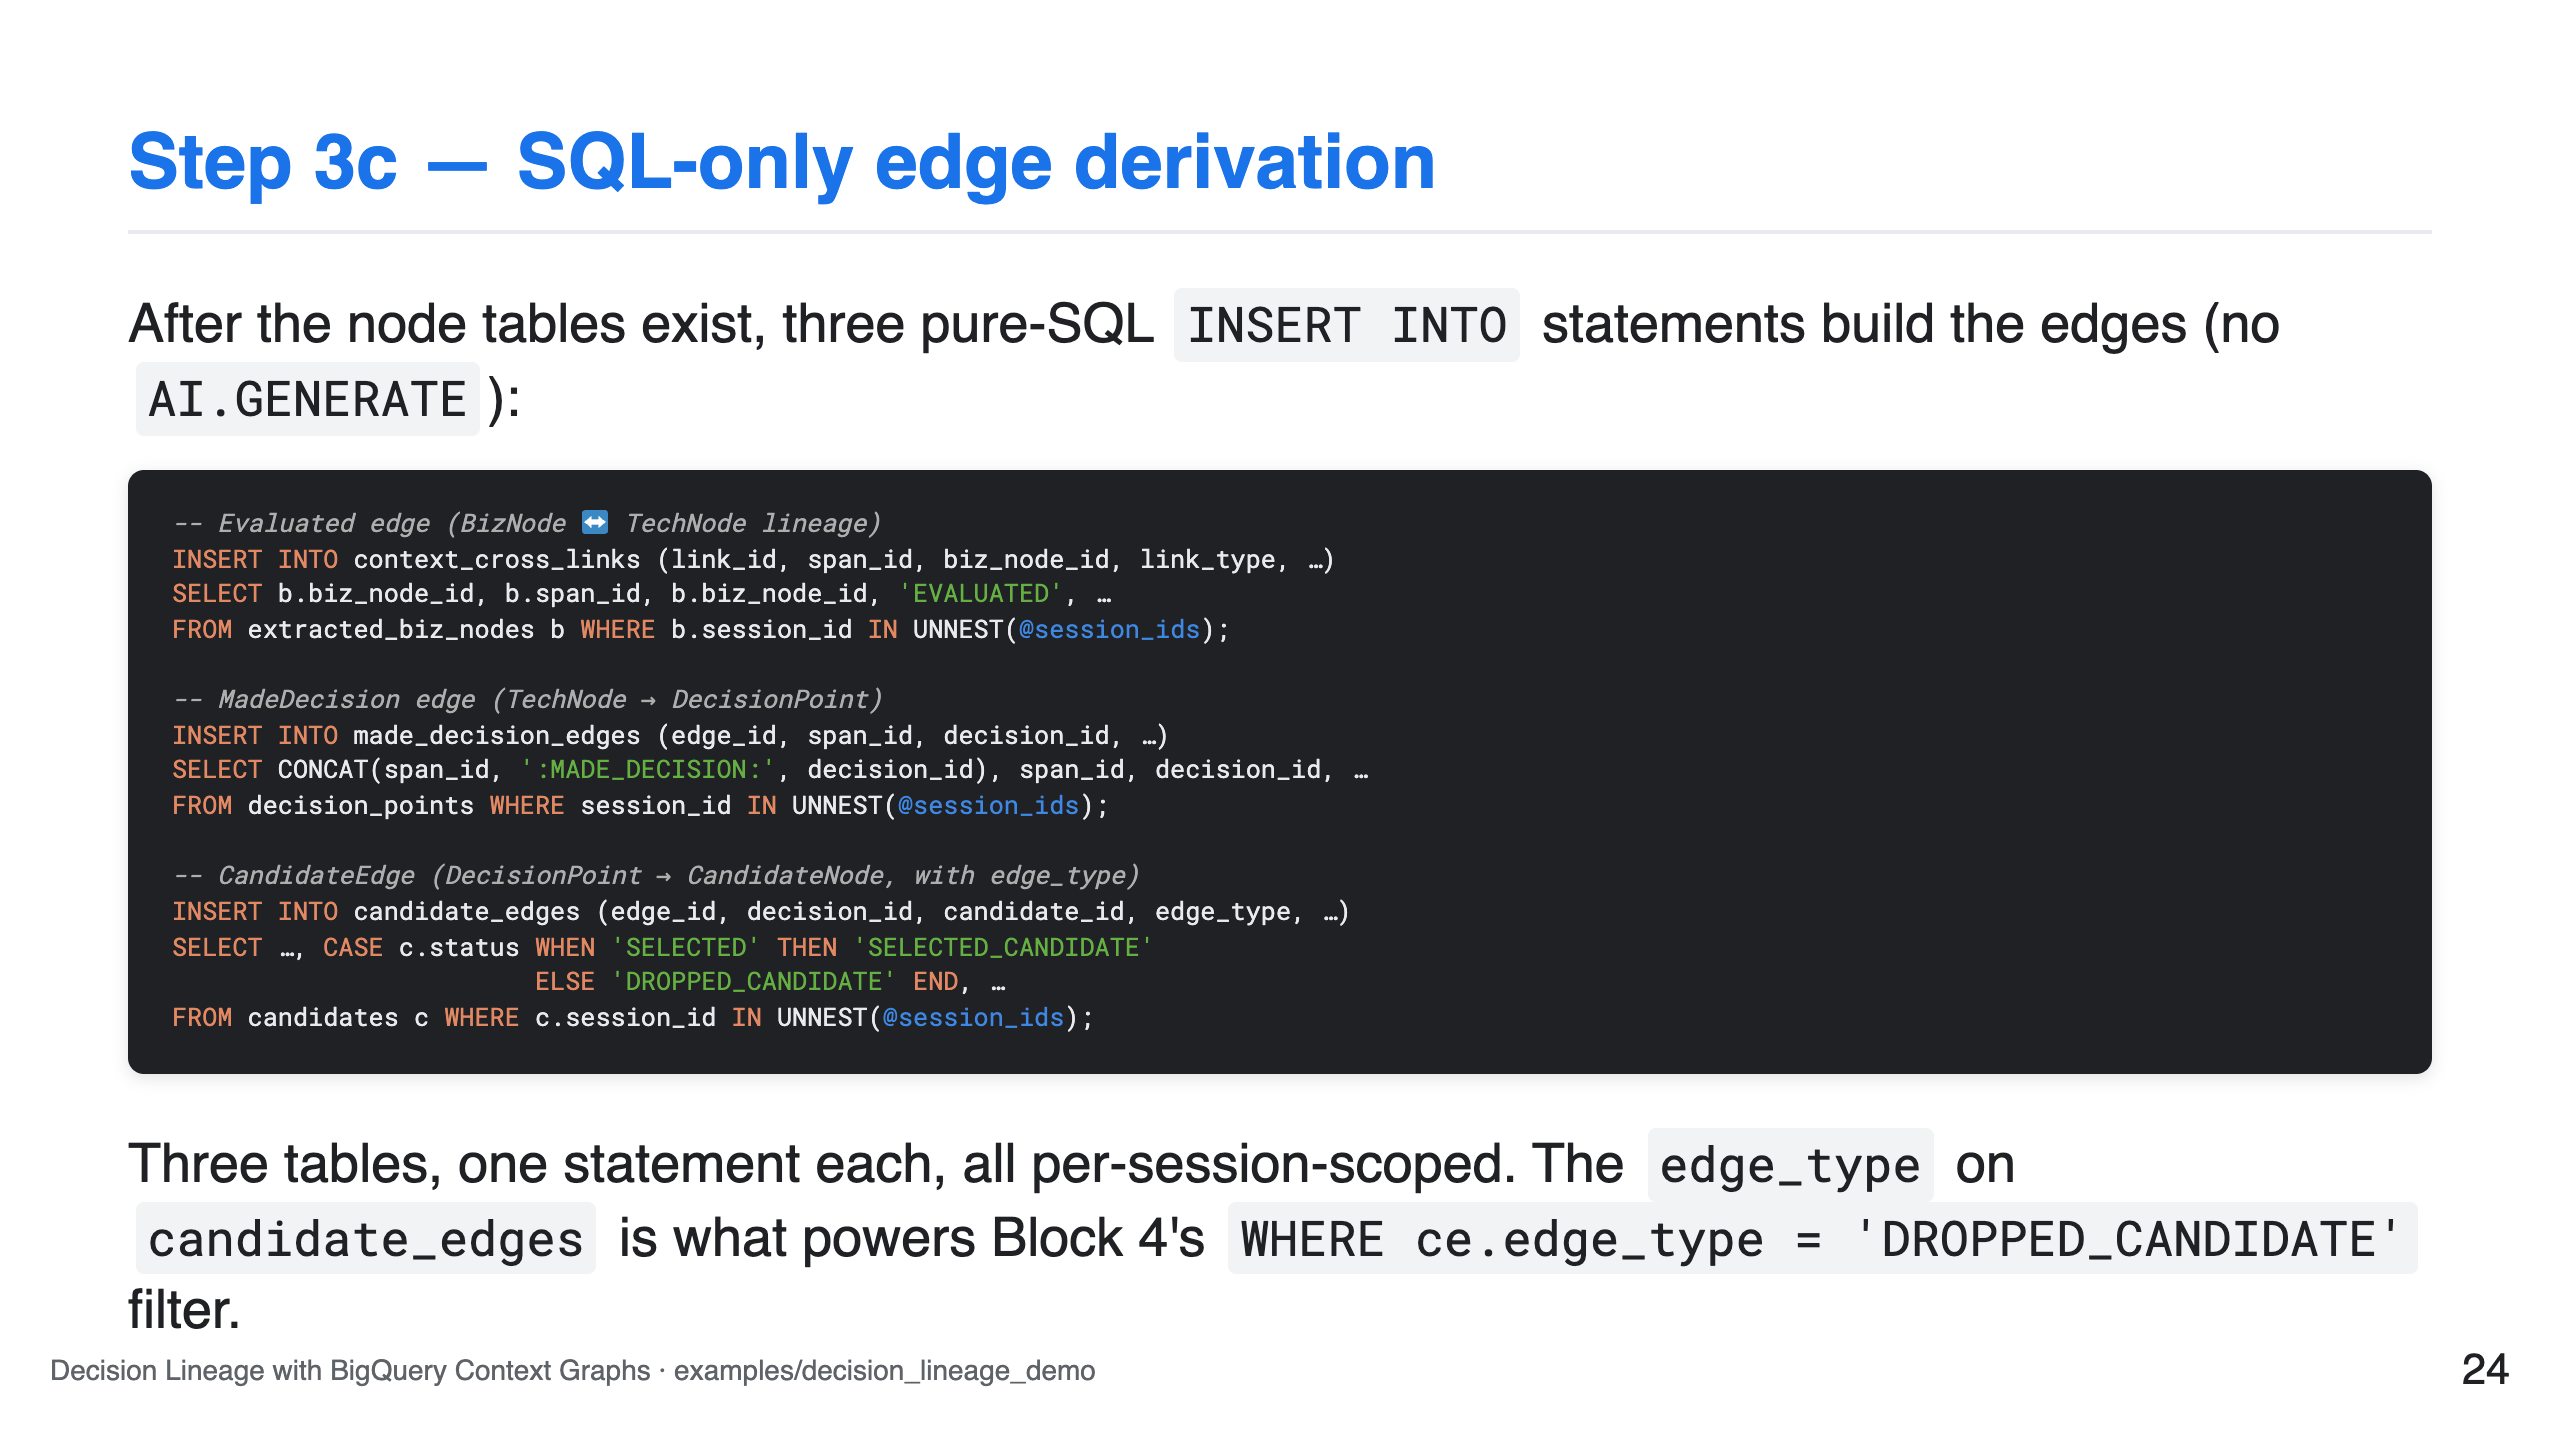 Step 3c — SQL-only edge derivation
After the node tables exist, three pure-SQL INSERT INTO statements build the edges (no
AI.GENERATE ):
-- Evaluated edge (BizNode ↔️ TechNode lineage)
INSERT INTO context_cross_links (link_id, span_id, biz_node_id, link_type, …)
SELECT b.biz_node_id, b.span_id, b.biz_node_id, 'EVALUATED', …
FROM extracted_biz_nodes b WHERE b.session_id IN UNNEST(@session_ids);
-- MadeDecision edge (TechNode → DecisionPoint)
INSERT INTO made_decision_edges (edge_id, span_id, decision_id, …)
SELECT CONCAT(span_id, ':MADE_DECISION:', decision_id), span_id, decision_id, …
FROM decision_points WHERE session_id IN UNNEST(@session_ids);
-- CandidateEdge (DecisionPoint → CandidateNode, with edge_type)
INSERT INTO candidate_edges (edge_id, decision_id, candidate_id, edge_type, …)
SELECT …, CASE c.status WHEN 'SELECTED' THEN 'SELECTED_CANDIDATE'
ELSE 'DROPPED_CANDIDATE' END, …
FROM candidates c WHERE c.session_id IN UNNEST(@session_ids);
Three tables, one statement each, all per-session-scoped. The edge_type on
candidate_edges is what powers Block 4's WHERE ce.edge_type = 'DROPPED_CANDIDATE'
filter.
Decision Lineage with BigQuery Context Graphs · examples/decision_lineage_demo
24